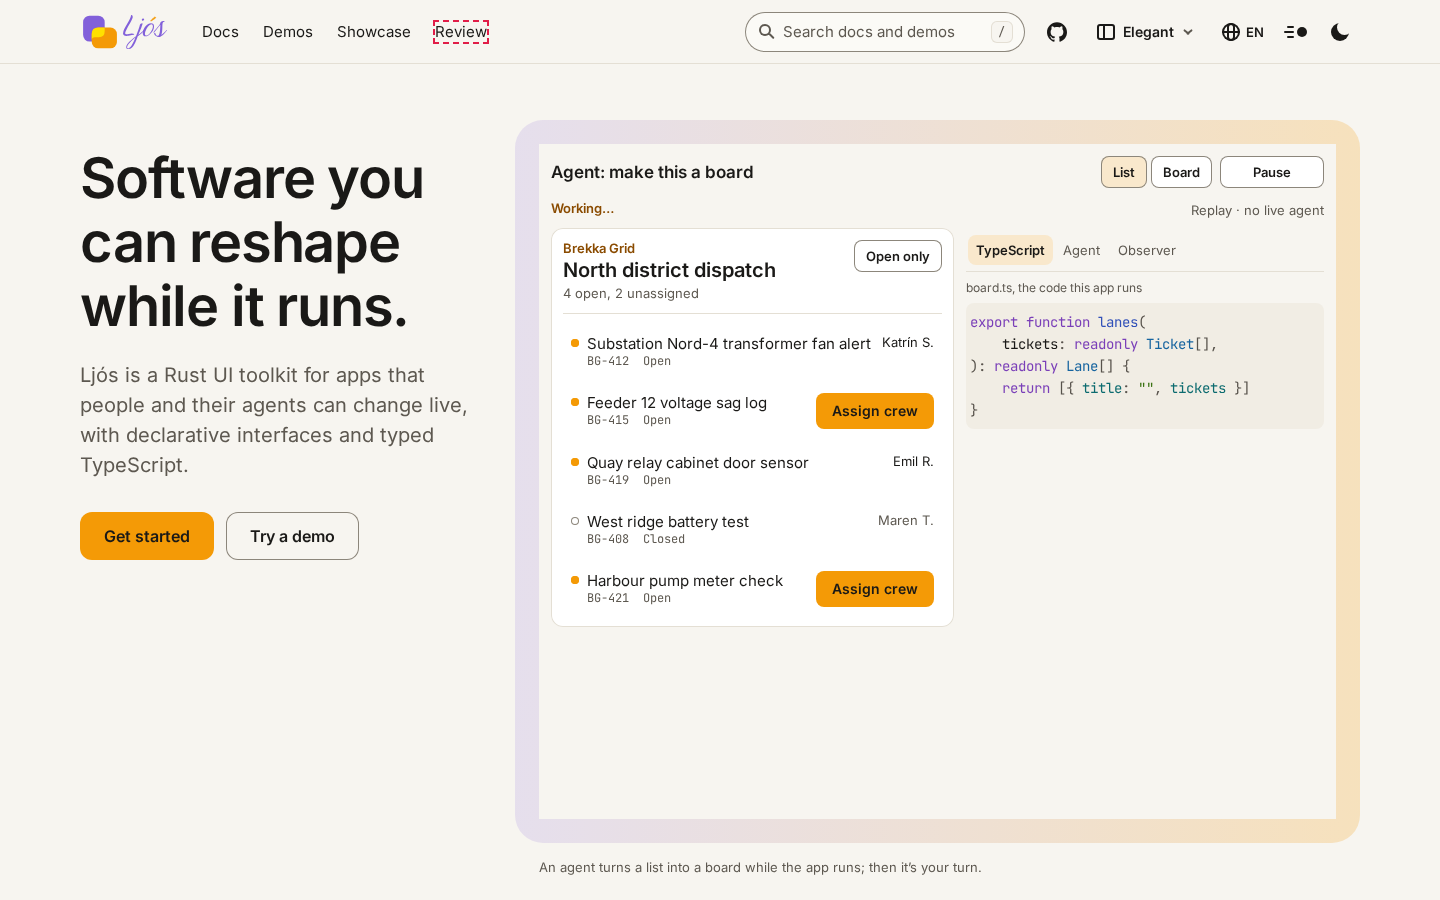 Ljós
Docs
Demos
Showcase
Review
Search docs and demos
/
Elegant
EN
Software you
can reshape
while it runs.
Ljós is a Rust UI toolkit for apps that
people and their agents can change live,
with declarative interfaces and typed
TypeScript.
Get started
Try a demo
Agent: make this a board
List
Board
Pause
Working...
Replay · no live agent
Brekka Grid
North district dispatch
4 open, 2 unassigned
Open only
Substation Nord-4 transformer fan alert
Katrín S.
BG-412 Open
Feeder 12 voltage sag log
BG-415 Open
Assign crew
Quay relay cabinet door sensor
Emil R.
BG-419 Open
West ridge battery test
Maren T.
BG-408 Closed
Harbour pump meter check
BG-421 Open
Assign crew
TypeScript
Agent
Observer
board.ts, the code this app runs
export function lanes(
    tickets: readonly Ticket[],
): readonly Lane[] {
    return [{ title: "", tickets }]
}
An agent turns a list into a board while the app runs; then it's your turn.